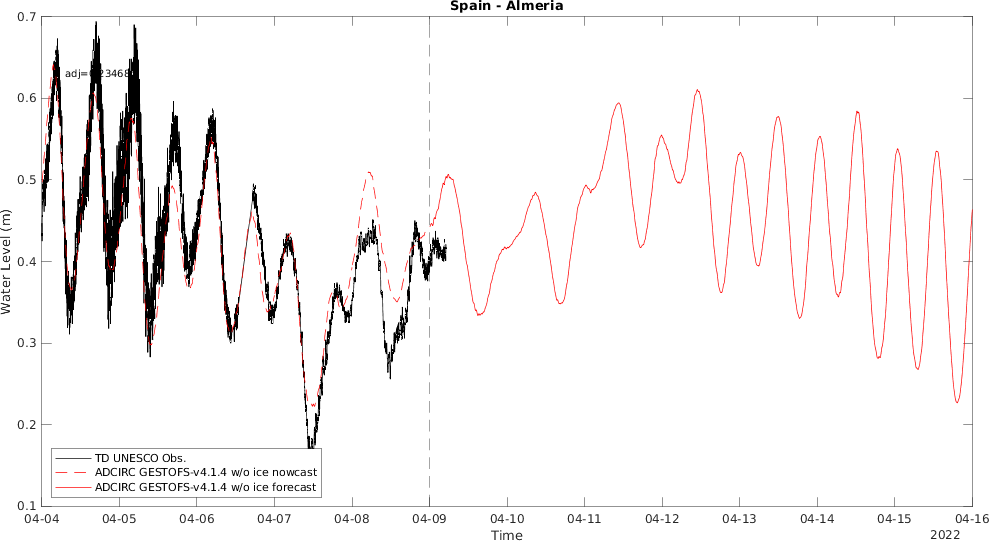 Spain - Almeria
adj=0.23468
Water Level (m)
0.7
0.6
0.5
0.4
0.3
0.2
0.1
TD UNESCO Obs.
ADCIRC GESTOFS-v4.1.4 w/o ice nowcast
ADCIRC GESTOFS-v4.1.4 w/o ice forecast
04-04 04-05 04-06 04-07 04-08 04-09 04-10 04-11 04-12 04-13 04-14 04-15 04-16
Time
2022